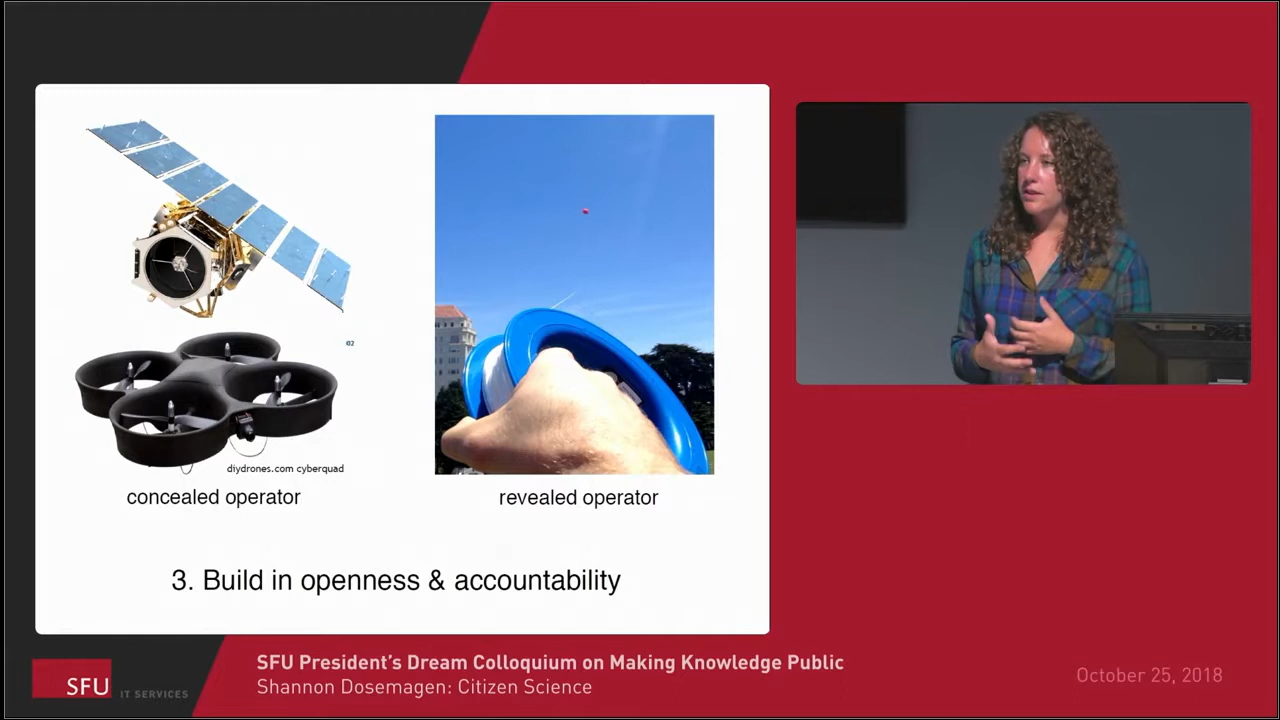 diydrones.com cyberquad
concealed operator
revealed operator
3. Build in openness & accountability
SFU President's Dream Colloquium on Making Knowledge Public
Shannon Dosemagen: Citizen Science
SFU IT SERVICES
October 25, 2018